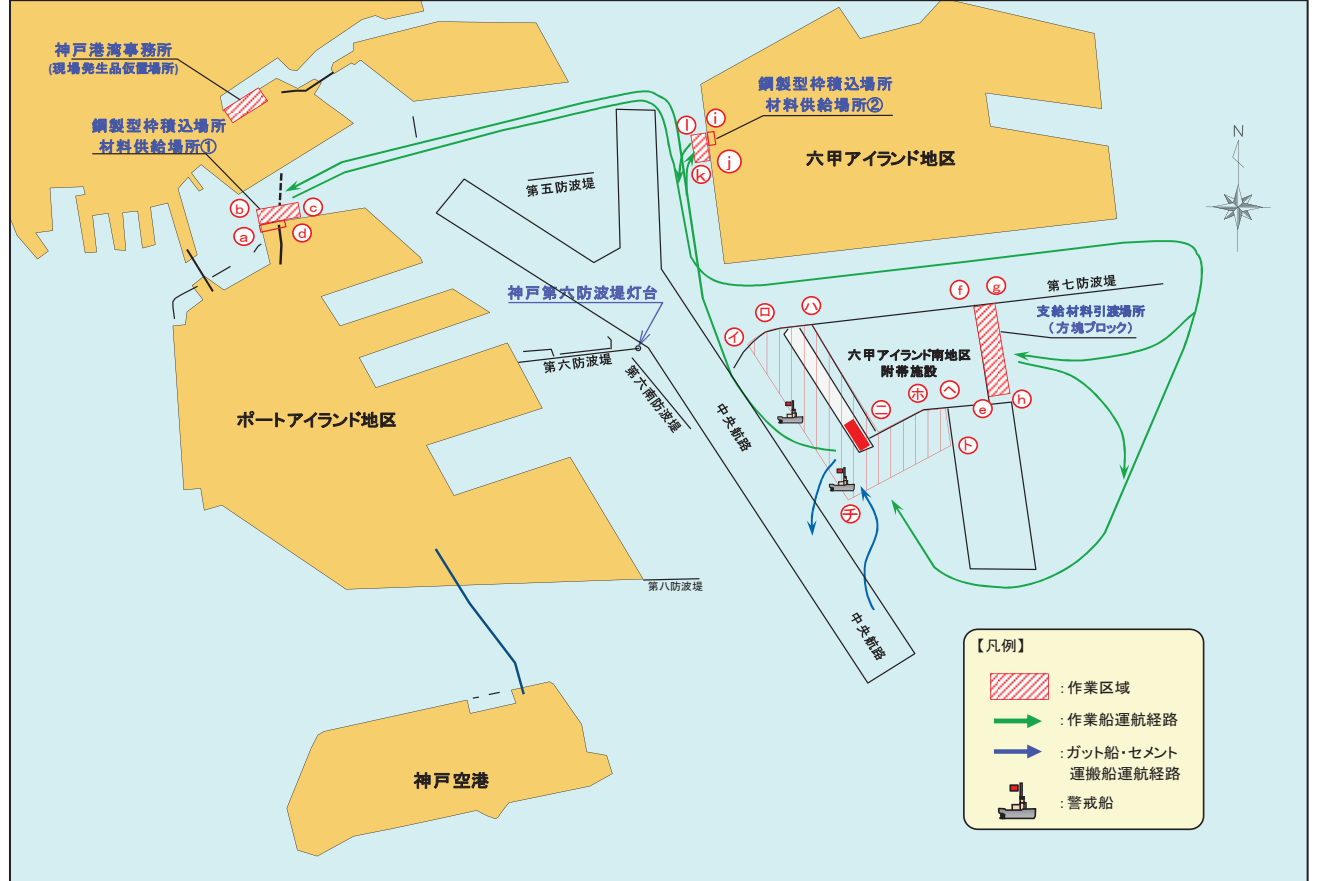 神戸港湾事務所
(現場発生品仮置場所)
鋼製型枠積込場所
材料供給場所①
鋼製型枠積込場所
材料供給場所②
六甲アイランド地区
N
l
i
j
k
b
c
a
d
第五防波堤
神戸第六防波堤灯台
第六防波堤
第六南防波堤
中央航路
イ
ロ
ハ
f
g
第七防波堤
支給材料引渡場所
(方塊ブロック)
六甲アイランド南地区
附帯施設
ニ
ホ
ヘ
e
h
ト
チ
ポートアイランド地区
第八防波堤
中央航路
神戸空港
【凡例】
:作業区域
:作業船運航経路
:ガット船・セメント
運搬船運航経路
:警戒船